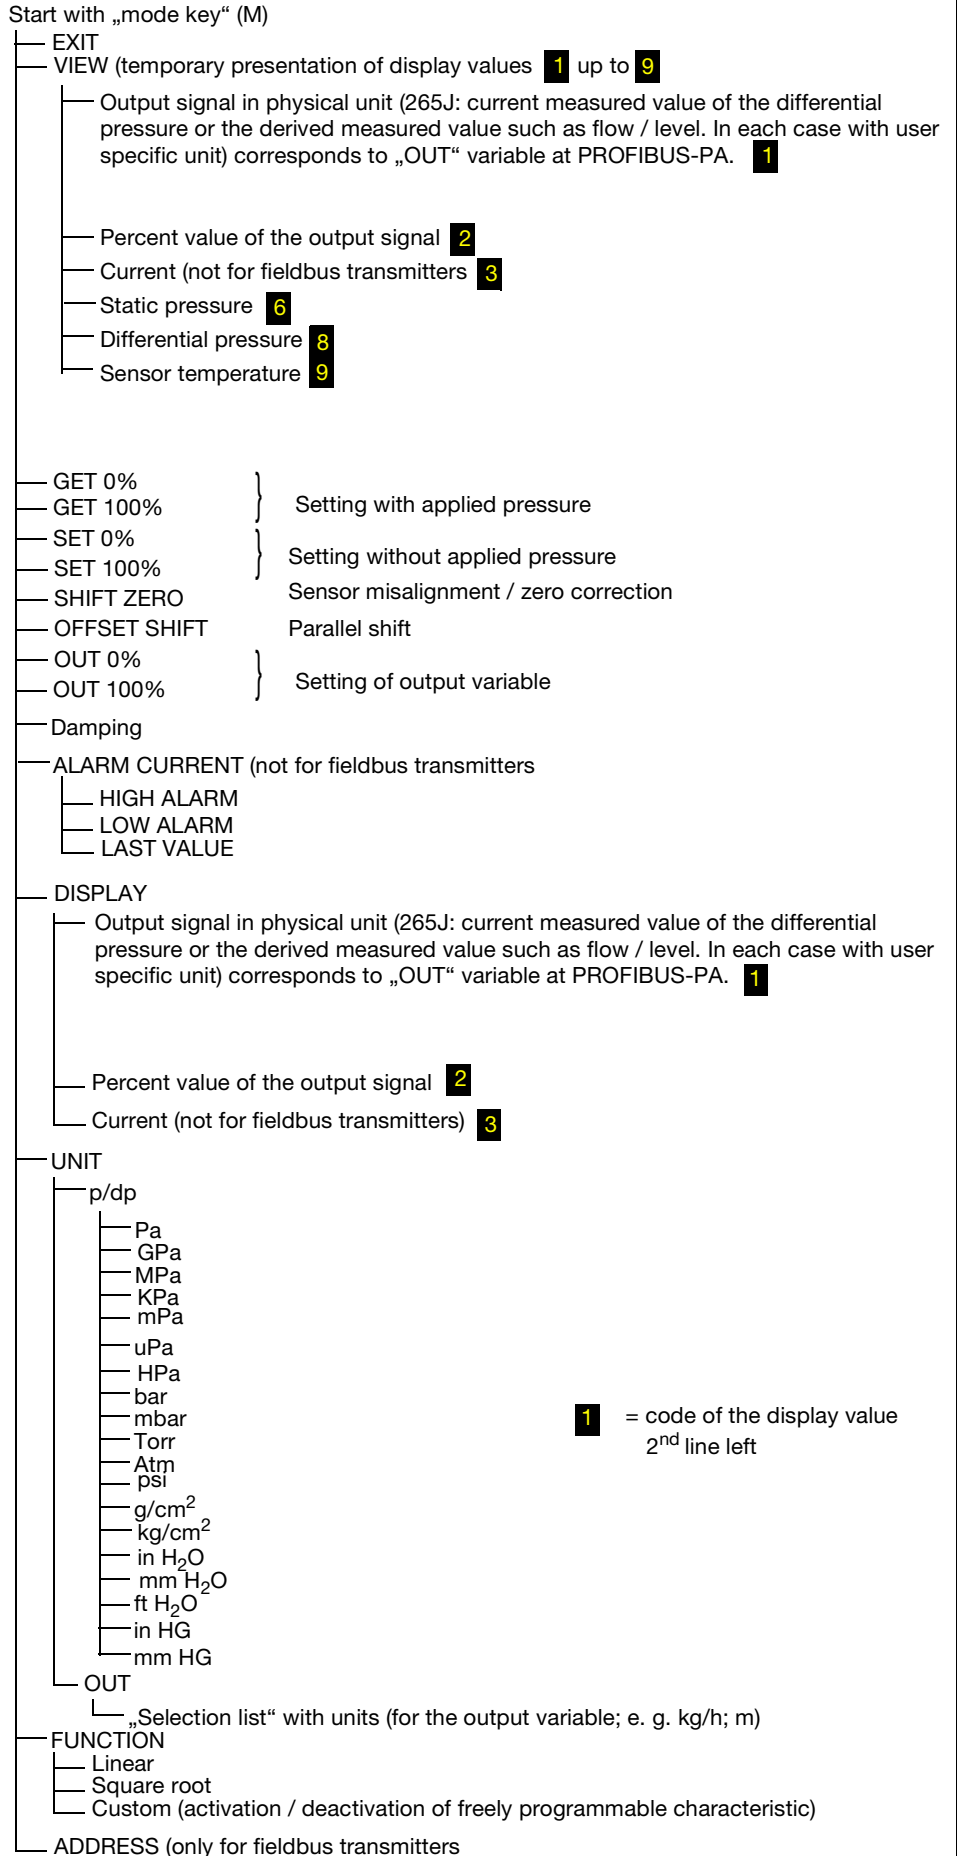 Start with „mode key“ (M)
EXIT
VIEW (temporary presentation of display values 1 up to 9
Output signal in physical unit (265J: current measured value of the differential
pressure or the derived measured value such as flow / level. In each case with user
specific unit) corresponds to „OUT“ variable at PROFIBUS-PA. 1
Percent value of the output signal 2
Current (not for fieldbus transmitters 3
Static pressure 6
Differential pressure 8
Sensor temperature 9
GET 0%
GET 100%
Setting with applied pressure
SET 0%
SET 100%
Setting without applied pressure
SHIFT ZERO Sensor misalignment / zero correction
OFFSET SHIFT Parallel shift
OUT 0%
OUT 100%
Setting of output variable
Damping
ALARM CURRENT (not for fieldbus transmitters
HIGH ALARM
LOW ALARM
LAST VALUE
DISPLAY
Output signal in physical unit (265J: current measured value of the differential
pressure or the derived measured value such as flow / level. In each case with user
specific unit) corresponds to „OUT“ variable at PROFIBUS-PA. 1
Percent value of the output signal 2
Current (not for fieldbus transmitters) 3
UNIT
p/dp
Pa
GPa
MPa
KPa
mPa
uPa
HPa
bar
mbar
Torr
Atm
psi
g/cm2
kg/cm2
in H2O
mm H2O
ft H2O
in HG
mm HG
1 = code of the display value
2nd line left
OUT
„Selection list“ with units (for the output variable; e. g. kg/h; m)
FUNCTION
Linear
Square root
Custom (activation / deactivation of freely programmable characteristic)
ADDRESS (only for fieldbus transmitters